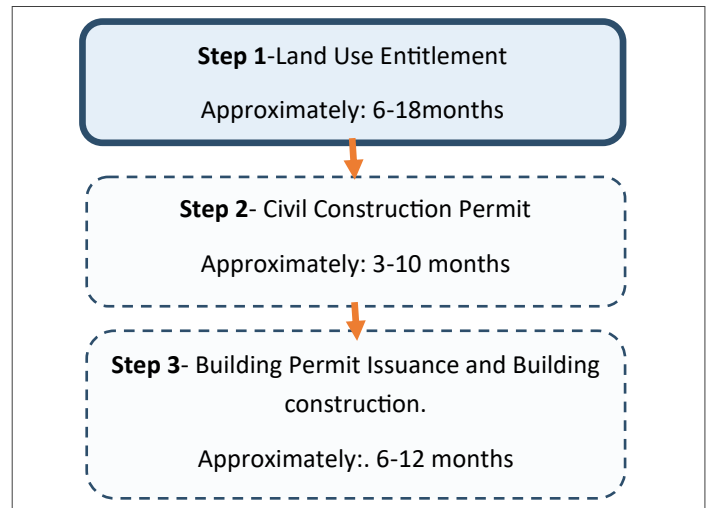 Step 1-Land Use Entitlement
Approximately: 6-18months
Step 2- Civil Construction Permit
Approximately: 3-10 months
Step 3- Building Permit Issuance and Building
construction.
Approximately:. 6-12 months